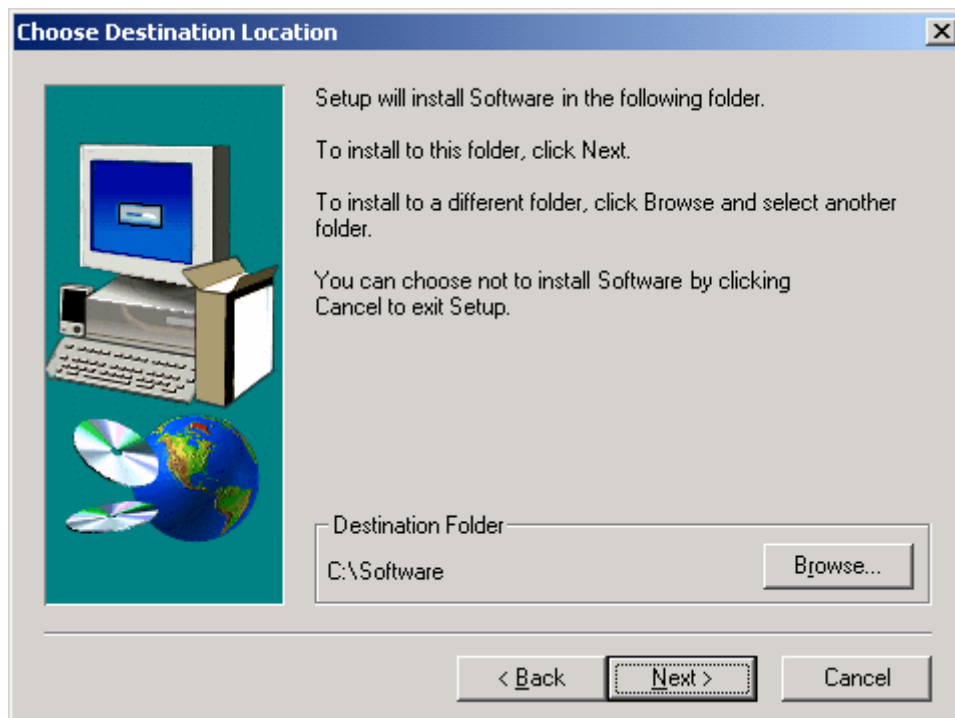 Choose Destination Location
Setup will install Software in the following folder.
To install to this folder, click Next.
To install to a different folder, click Browse and select another
folder.
You can choose not to install Software by clicking
Cancel to exit Setup.
Destination Folder
C:\Software
Browse...
< Back
Next >
Cancel